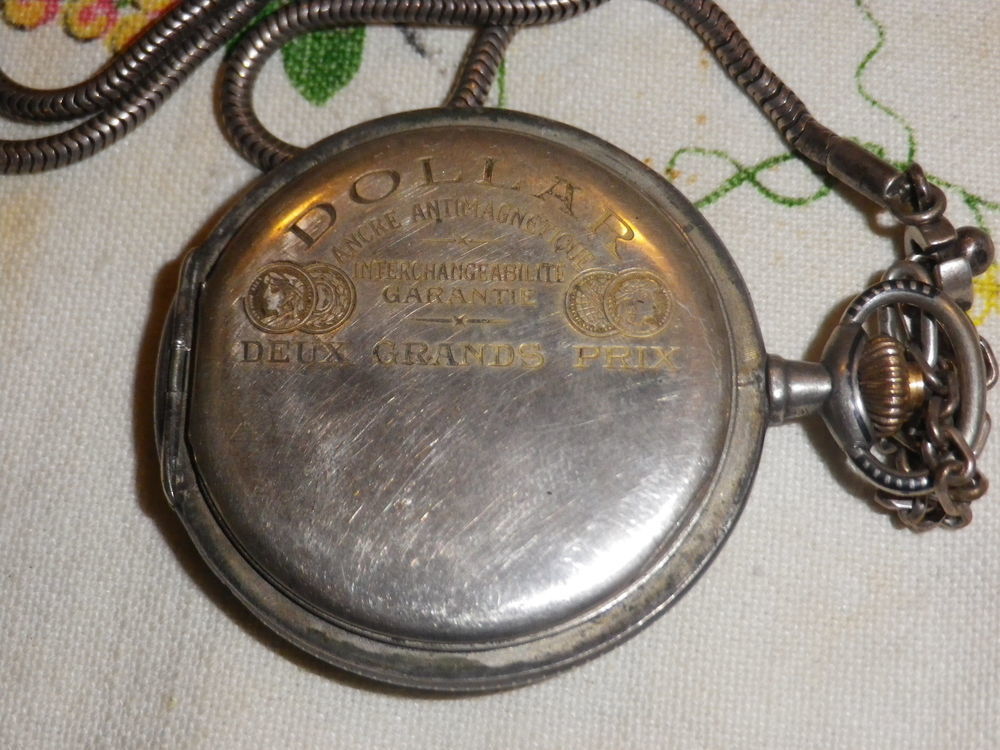 DOLLAR
ANCRE ANTIMAGNETIQUE
INTERCHANGEABILITE
GARANTIE
DEUX GRANDS PRIX